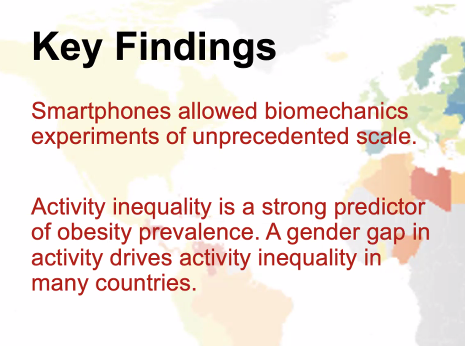 Key Findings
Smartphones allowed biomechanics
experiments of unprecedented scale.
Activity inequality is a strong predictor
of obesity prevalence. A gender gap in
activity drives activity inequality in
many countries.